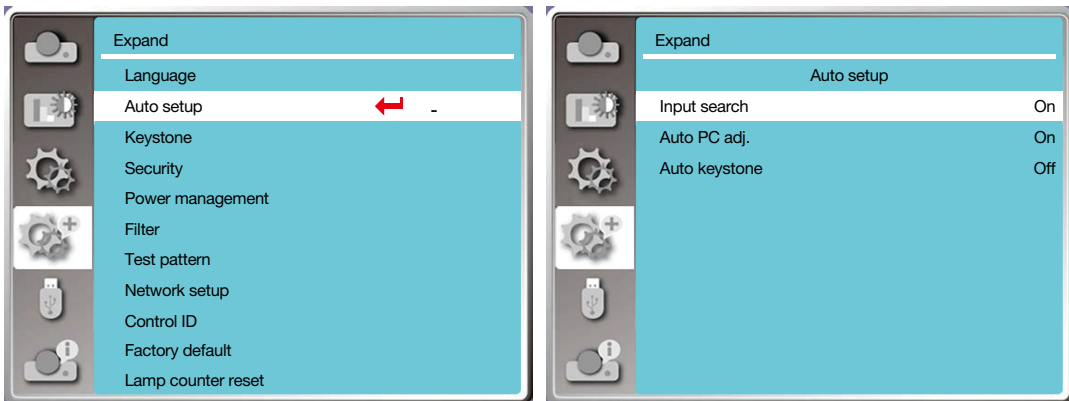 Expand
Language
Auto setup -
Keystone
Security
Power management
Filter
Test pattern
Network setup
Control ID
Factory default
Lamp counter reset
Expand
Auto setup
Input search On
Auto PC adj. On
Auto keystone Off